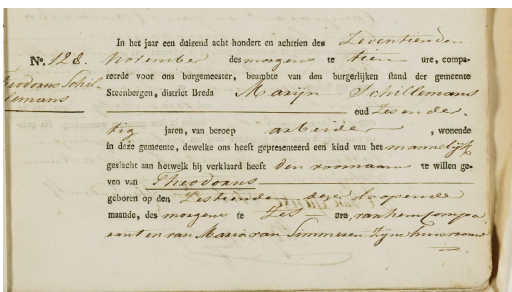 In het jaar een duizend acht honderd en achttien den Zeventienden
N°. 128. November des morgens te tien ure, compa-
Theodorus Schil- reerde voor ons burgemeester, beambte van den burgerlijken stand der gemeente
lemans Steenbergen, district Breda Marijn Schillemans
oud Zesende
tig jaren, van beroep arbeider, wonende
in deze gemeente, dewelke ons heeft gepresenteerd een kind van het mannelijk
geslacht aan hetwelk hij verklaard heeft den voornaam te willen ge-
ven van Theodorus
geboren op den Zestienden der loopende
maande, des morgens te Zes ure, van hem Compa
rant en van Maria van Simmeren Zijne huisvrouw